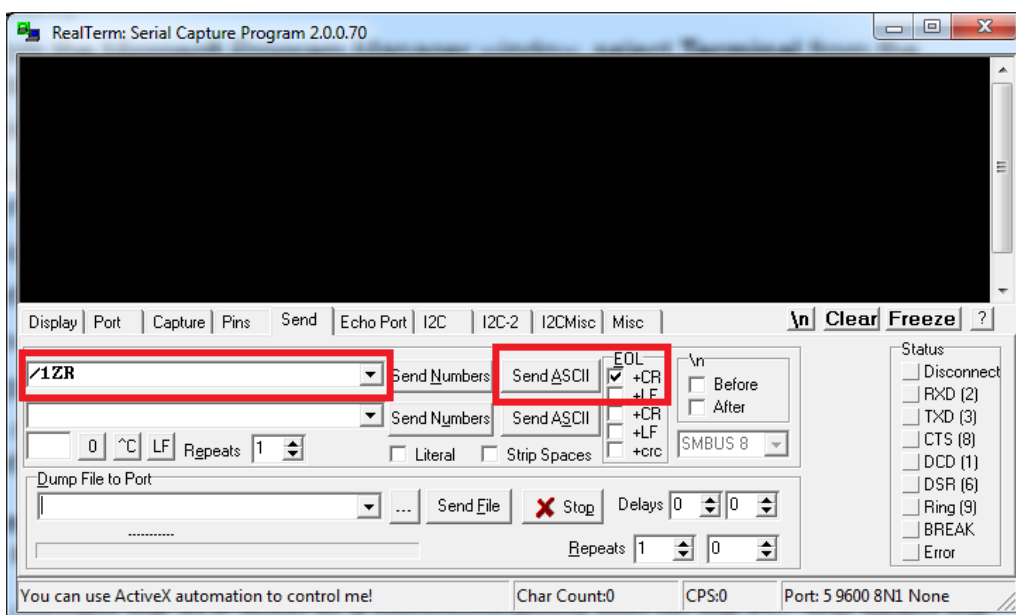 RealTerm: Serial Capture Program 2.0.0.70
Display Port Capture Pins Send Echo Port I2C I2C-2 I2CMisc Misc \n Clear Freeze ?
/1ZR Send Numbers Send ASCII EOL +CR +LF
Send Numbers Send ASCII +CR +LF +crc
\n Before After
SMBUS 8
0 ^C LF Repeats 1 Literal Strip Spaces
Dump File to Port
... Send File Stop Delays 0 0
-----------
Repeats 1 0
Status
Disconnect
RXD (2)
TXD (3)
CTS (8)
DCD (1)
DSR (6)
Ring (9)
BREAK
Error
You can use ActiveX automation to control me! Char Count:0 CPS:0 Port: 5 9600 8N1 None